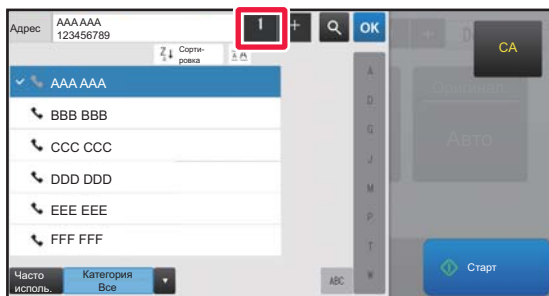 Адрес
AAA AAA
123456789
1
+
OK
CA
Z
Сорти-
ровка
AAA AAA
BBB BBB
CCC CCC
DDD DDD
EEE EEE
FFF FFF
A
D
G
J
M
P
T
W
Оригинал
Авто
Часто
исполь.
Категория
Все
ABC
Старт